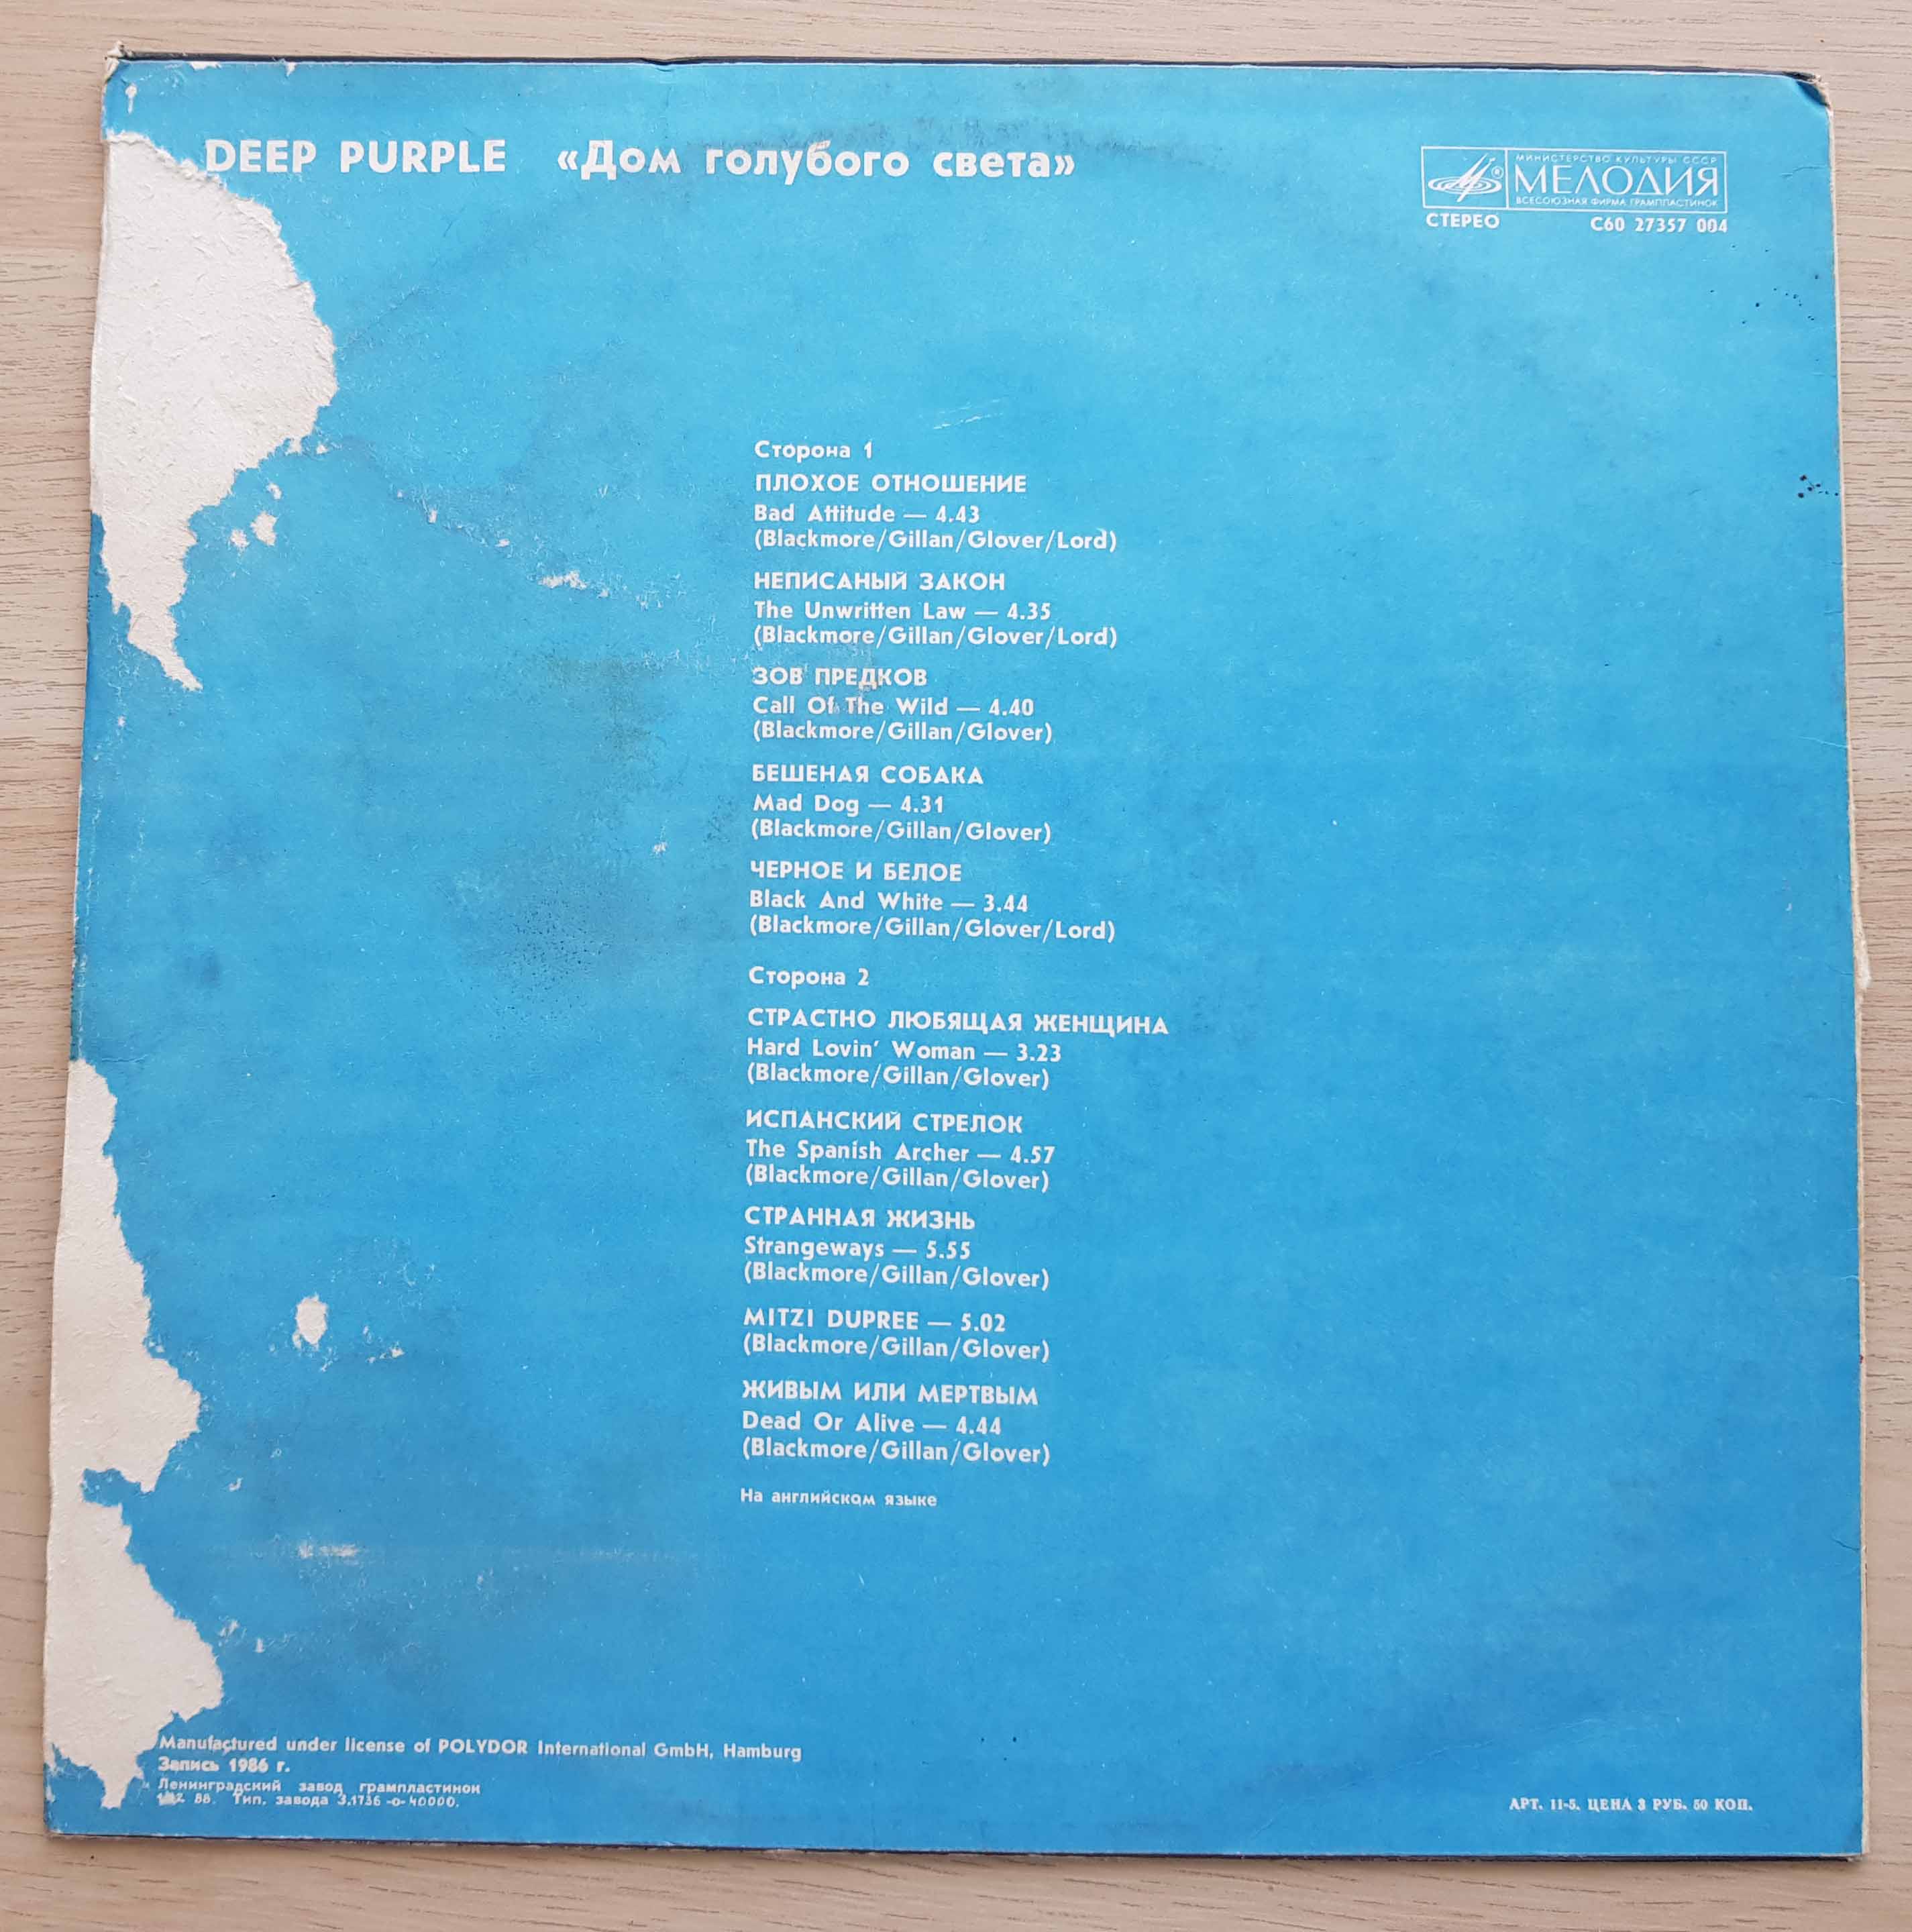 DEEP PURPLE «Дом голубого света»
МИНИСТЕРСТВО КУЛЬТУРЫ СССР
МЕЛОДИЯ
ВСЕСОЮЗНАЯ ФИРМА ГРАМПЛАСТИНОК
СТЕРЕО С60 27357 004
Сторона 1
ПЛОХОЕ ОТНОШЕНИЕ
Bad Attitude — 4.43
(Blackmore/Gillan/Glover/Lord)
НЕПИСАНЫЙ ЗАКОН
The Unwritten Law — 4.35
(Blackmore/Gillan/Glover/Lord)
ЗОВ ПРЕДКОВ
Call Of The Wild — 4.40
(Blackmore/Gillan/Glover)
БЕШЕНАЯ СОБАКА
Mad Dog — 4.31
(Blackmore/Gillan/Glover)
ЧЕРНОЕ И БЕЛОЕ
Black And White — 3.44
(Blackmore/Gillan/Glover/Lord)
Сторона 2
СТРАСТНО ЛЮБЯЩАЯ ЖЕНЩИНА
Hard Lovin' Woman — 3.23
(Blackmore/Gillan/Glover)
ИСПАНСКИЙ СТРЕЛОК
The Spanish Archer — 4.57
(Blackmore/Gillan/Glover)
СТРАННАЯ ЖИЗНЬ
Strangeways — 5.55
(Blackmore/Gillan/Glover)
MITZI DUPREE — 5.02
(Blackmore/Gillan/Glover)
ЖИВЫМ ИЛИ МЕРТВЫМ
Dead Or Alive — 4.44
(Blackmore/Gillan/Glover)
На английском языке
Manufactured under license of POLYDOR International GmbH, Hamburg
Запись 1986 г.
Ленинградский завод грампластинок
88. Тип. завода 3.1736 -о- 40000.
АРТ. 11-5. ЦЕНА 3 РУБ. 50 КОП.